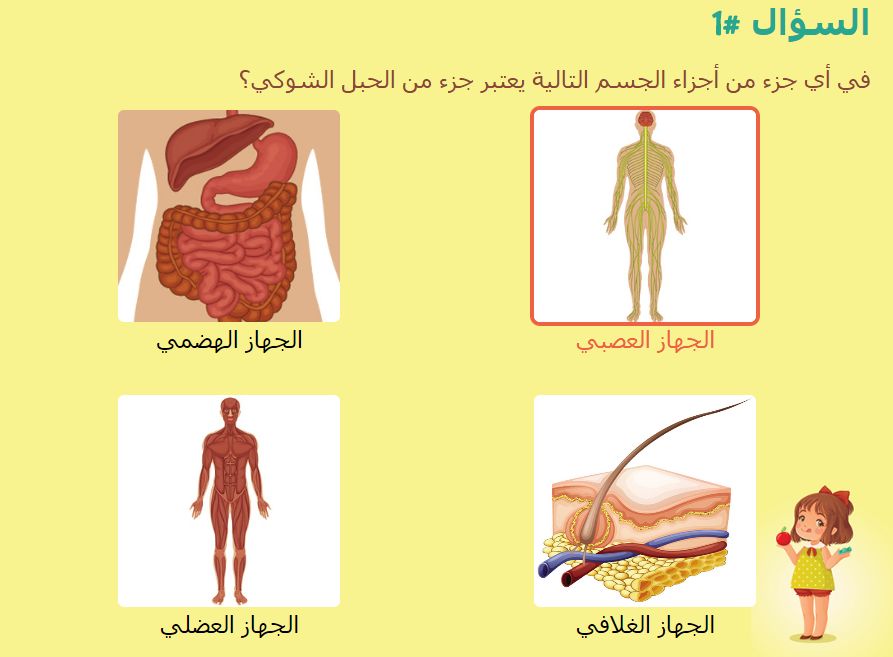 السؤال #1
في أي جزء من أجزاء الجسم التالية يعتبر جزء من الحبل الشوكي؟
الجهاز العصبي
الجهاز الهضمي
الجهاز الغلافي
الجهاز العضلي